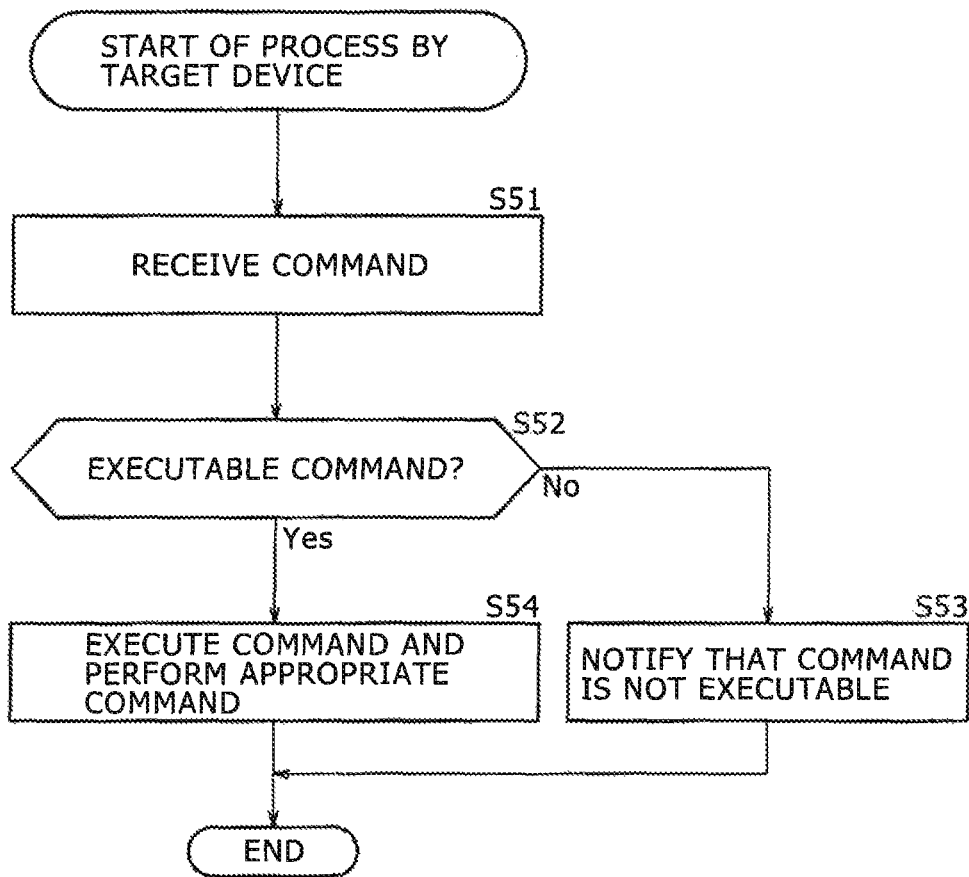 START OF PROCESS BY
TARGET DEVICE
S51
RECEIVE COMMAND
S52
EXECUTABLE COMMAND?
No
Yes
S54
EXECUTE COMMAND AND
PERFORM APPROPRIATE
COMMAND
S53
NOTIFY THAT COMMAND
IS NOT EXECUTABLE
END